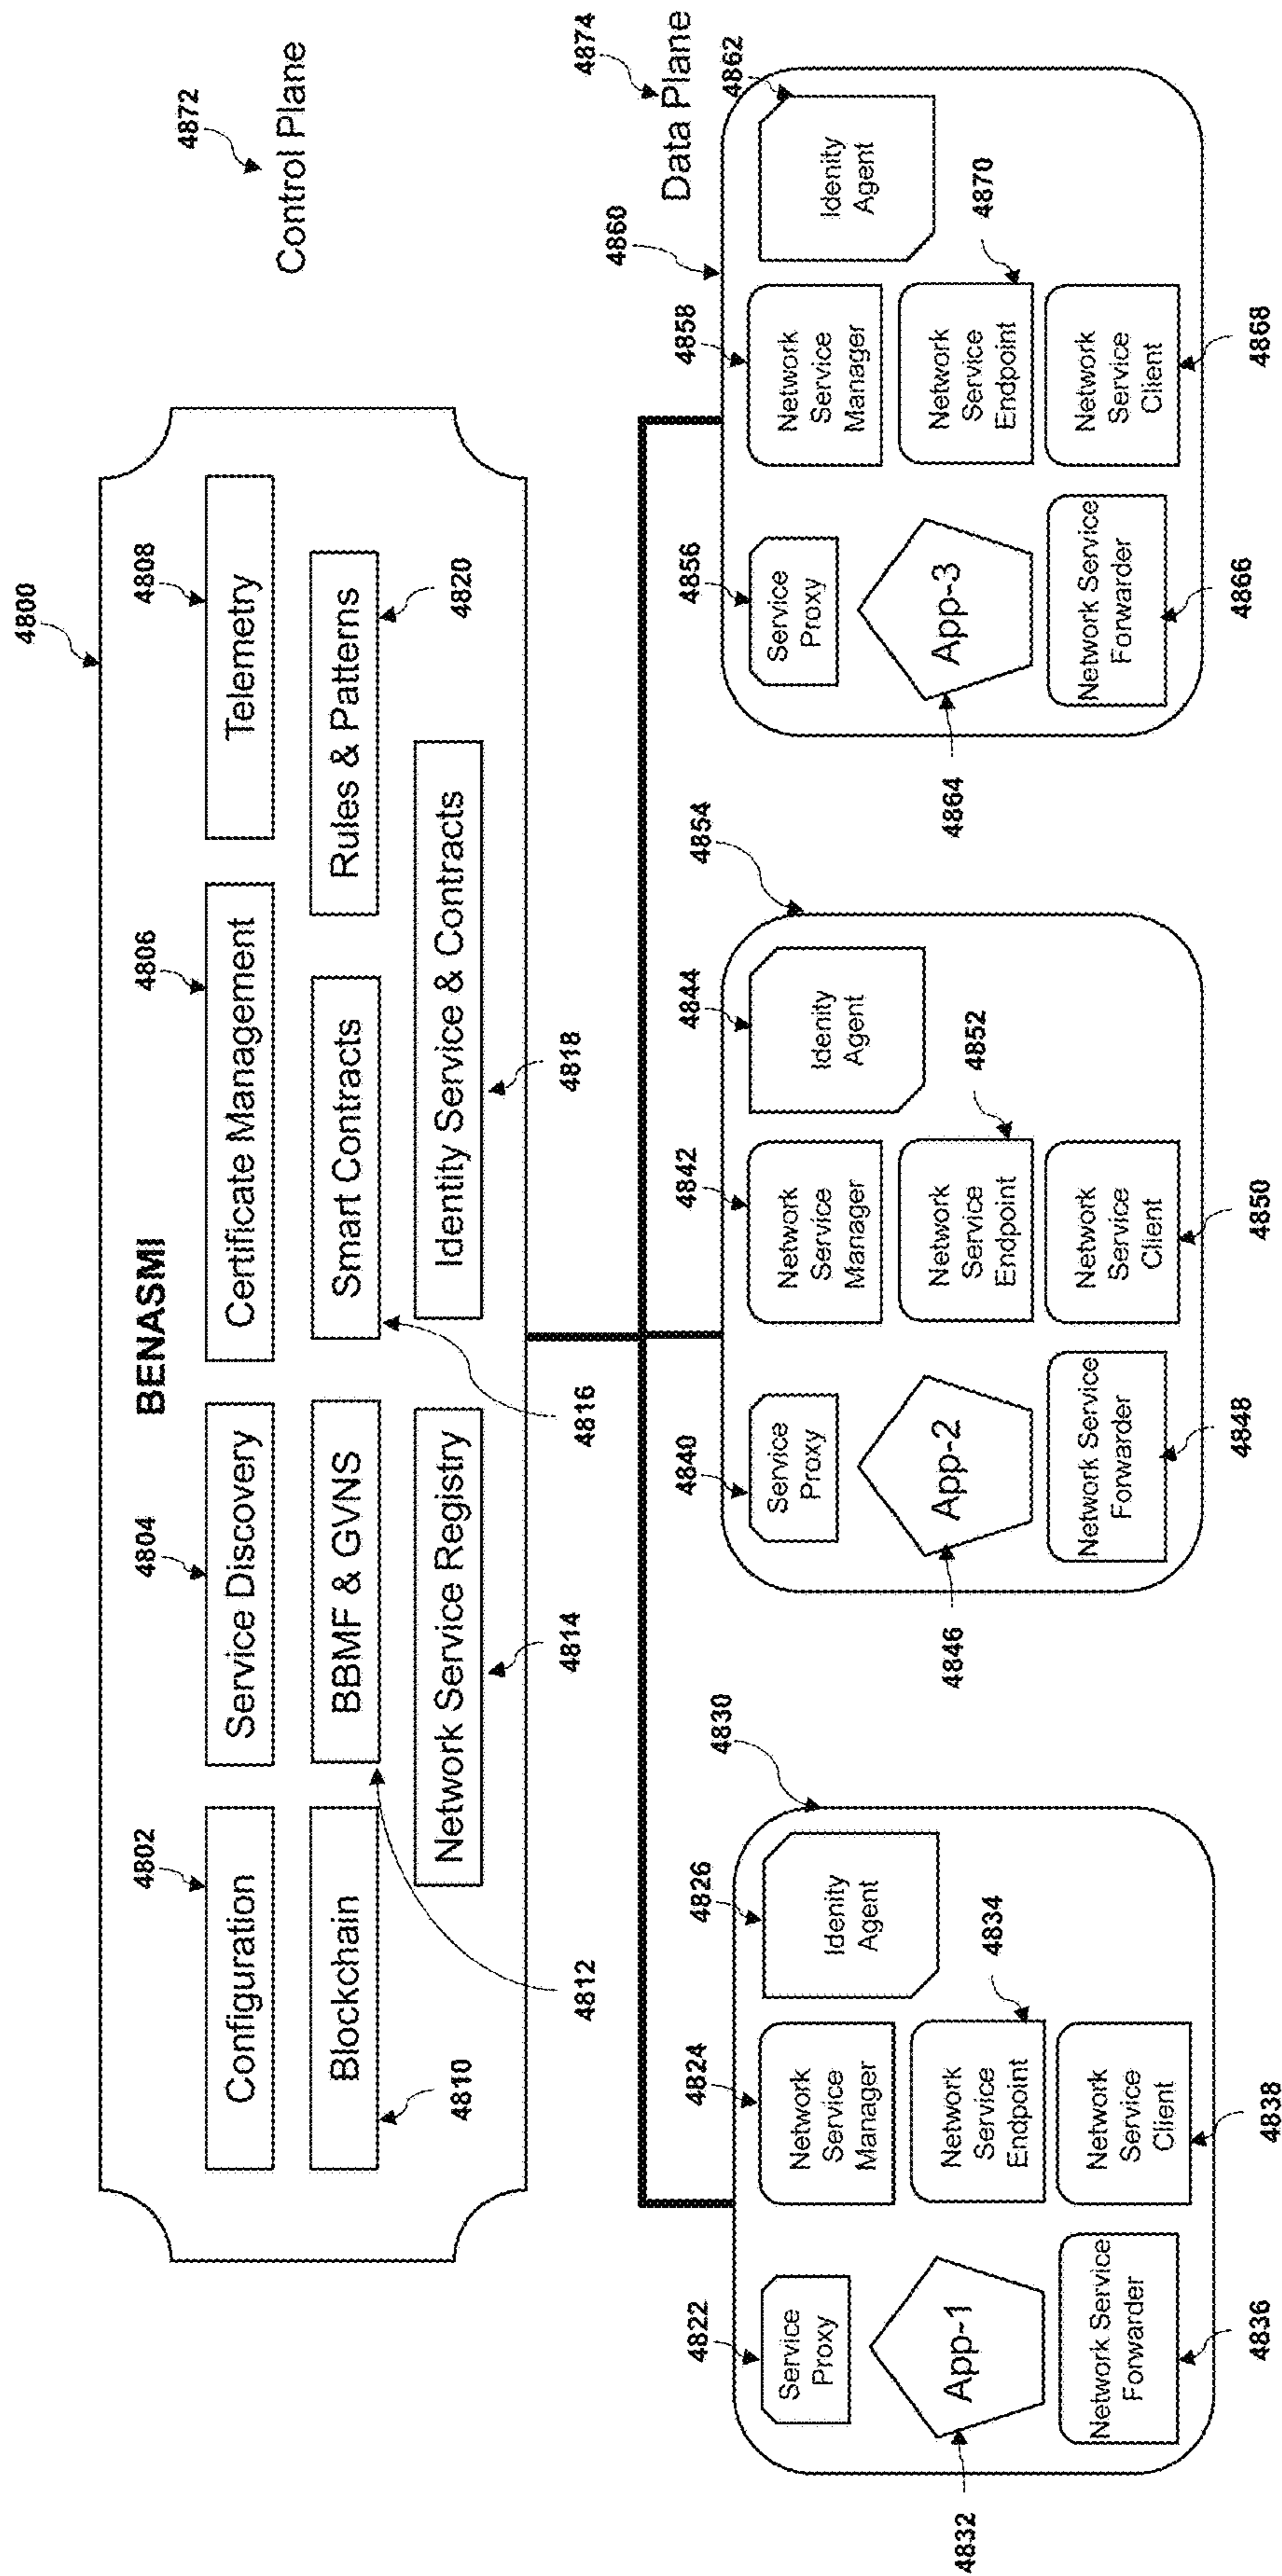 4800
4872
Control Plane
BENASMI
4802
4804
4806
4808
Configuration
Service Discovery
Certificate Management
Telemetry
Blockchain
BBMF & GVNS
Smart Contracts
Rules & Patterns
4820
Network Service Registry
Identity Service & Contracts
4810
4812
4814
4816
4818
4874
Data Plane
4830
4822
4824
4826
Service
Proxy
Network
Service
Manager
Idenity
Agent
App-1
4832
Network
Service
Endpoint
4834
Network Service
Forwarder
Network
Service
Client
4836
4838
4854
4840
4842
4844
Service
Proxy
Network
Service
Manager
Idenity
Agent
App-2
4846
Network
Service
Endpoint
4852
Network Service
Forwarder
Network
Service
Client
4848
4850
4860
4856
4858
4862
Service
Proxy
Network
Service
Manager
Idenity
Agent
App-3
4864
Network
Service
Endpoint
4870
Network Service
Forwarder
Network
Service
Client
4866
4868